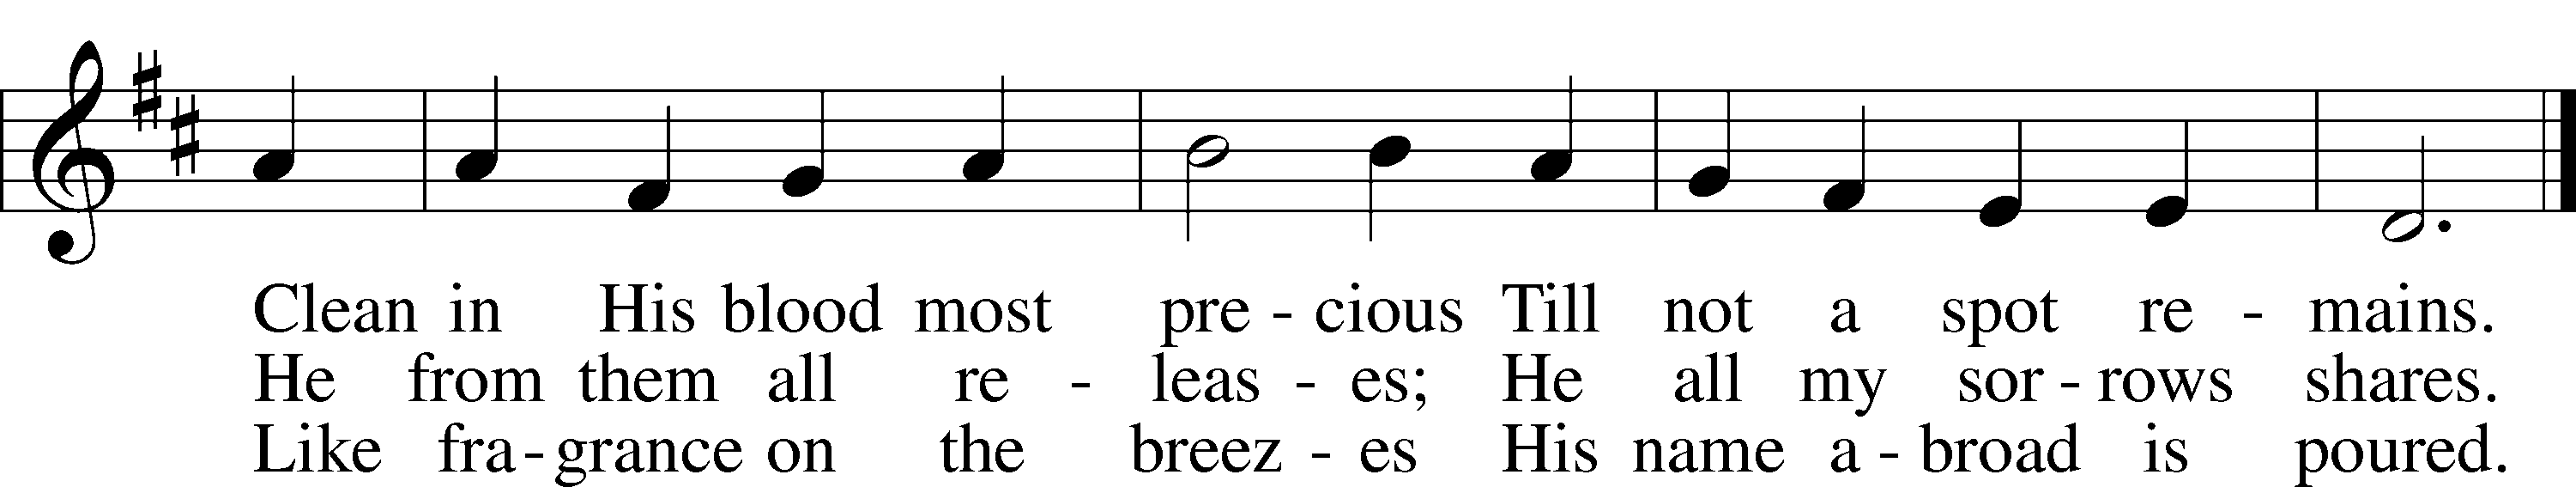 Clean in His blood most pre - cious Till not a spot re - mains.
He from them all re - leas - es; He all my sor - rows shares.
Like fra - grance on the breez - es His name a - broad is poured.